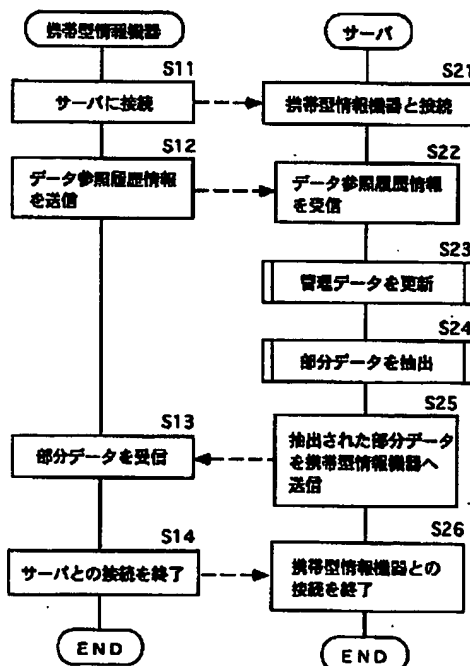 携帯型情報機器
サーバ
S11
サーバに接続
S21
携帯型情報機器と接続
S12
データ参照履歴情報
を送信
S22
データ参照履歴情報
を受信
S23
管理データを更新
S24
部分データを抽出
S25
抽出された部分データ
を携帯型情報機器へ
送信
S13
部分データを受信
S14
サーバとの接続を終了
S26
携帯型情報機器との
接続を終了
END
END